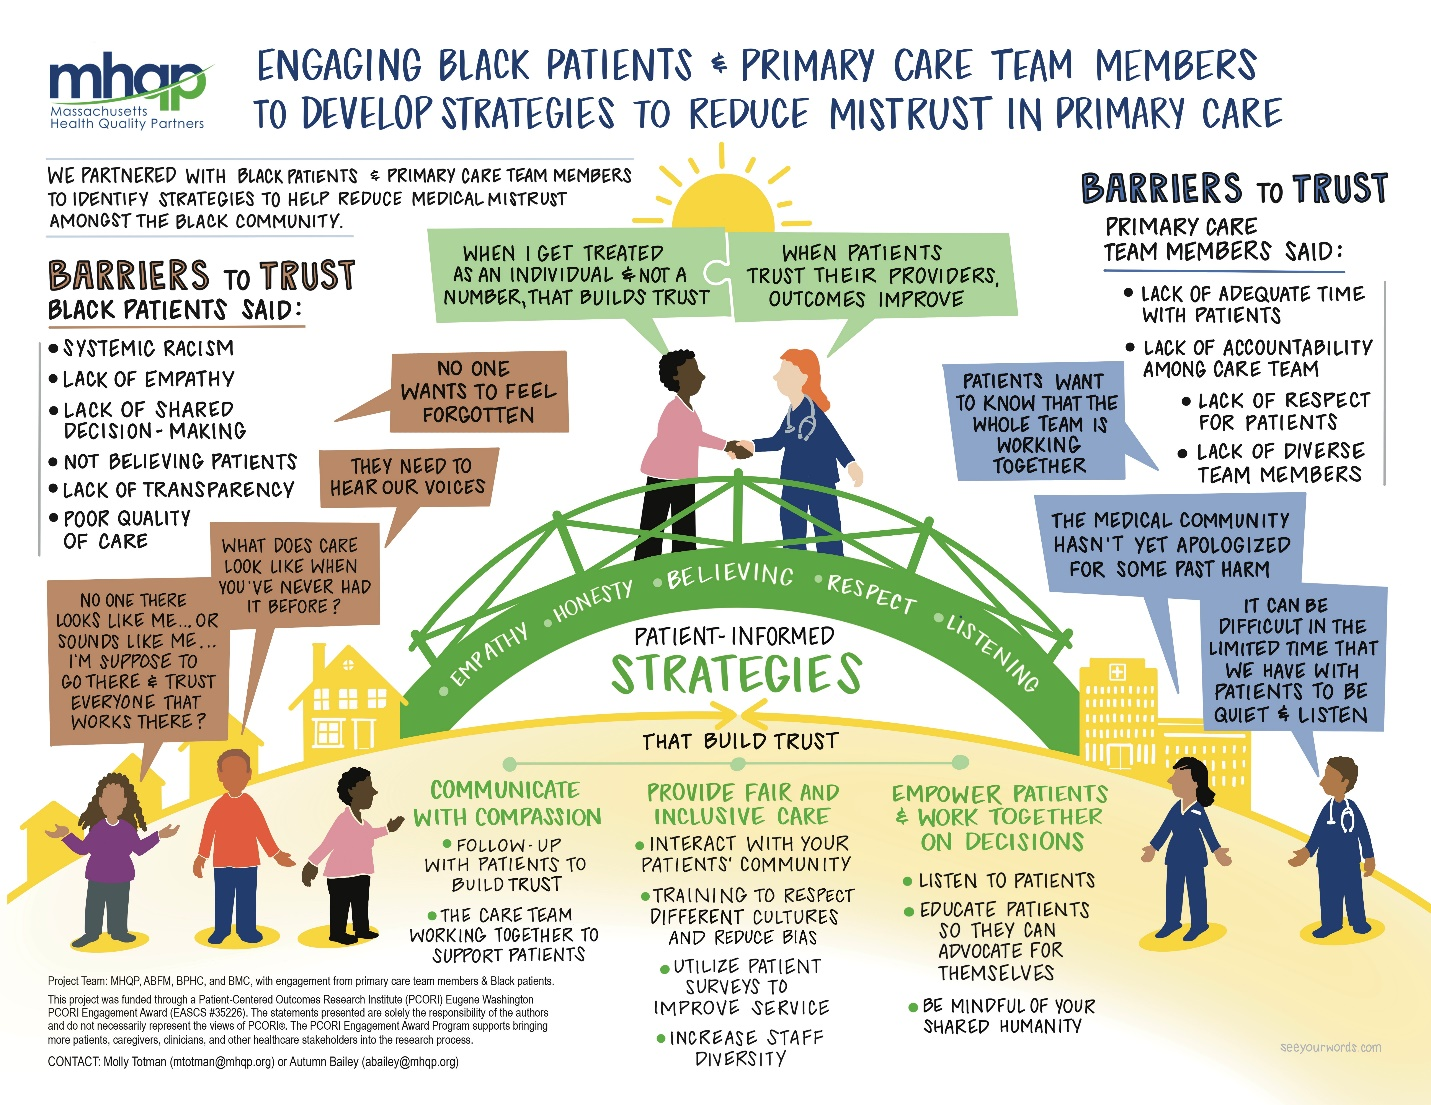 mhqp
Massachusetts
Health Quality Partners
ENGAGING BLACK PATIENTS & PRIMARY CARE TEAM MEMBERS
TO DEVELOP STRATEGIES TO REDUCE MISTRUST IN PRIMARY CARE
WE PARTNERED WITH BLACK PATIENTS & PRIMARY CARE TEAM MEMBERS
TO IDENTIFY STRATEGIES TO HELP REDUCE MEDICAL MISTRUST
AMONGST THE BLACK COMMUNITY.
BARRIERS TO TRUST
BLACK PATIENTS SAID:
• SYSTEMIC RACISM
• LACK OF EMPATHY
• LACK OF SHARED
DECISION-MAKING
• NOT BELIEVING PATIENTS
• LACK OF TRANSPARENCY
• POOR QUALITY
OF CARE
NO ONE
WANTS TO FEEL
FORGOTTEN
THEY NEED TO
HEAR OUR VOICES
WHAT DOES CARE
LOOK LIKE WHEN
YOU'VE NEVER HAD
IT BEFORE?
NO ONE THERE
LOOKS LIKE ME... OR
SOUNDS LIKE ME...
I'M SUPPOSE TO
GO THERE & TRUST
EVERYONE THAT
WORKS THERE?
WHEN I GET TREATED
AS AN INDIVIDUAL & NOT A
NUMBER, THAT BUILDS TRUST
WHEN PATIENTS
TRUST THEIR PROVIDERS,
OUTCOMES IMPROVE
BARRIERS TO TRUST
PRIMARY CARE
TEAM MEMBERS SAID:
• LACK OF ADEQUATE TIME
WITH PATIENTS
• LACK OF ACCOUNTABILITY
AMONG CARE TEAM
• LACK OF RESPECT
FOR PATIENTS
• LACK OF DIVERSE
TEAM MEMBERS
PATIENTS WANT
TO KNOW THAT THE
WHOLE TEAM IS
WORKING
TOGETHER
THE MEDICAL COMMUNITY
HASN'T YET APOLOGIZED
FOR SOME PAST HARM
IT CAN BE
DIFFICULT IN THE
LIMITED TIME THAT
WE HAVE WITH
PATIENTS TO BE
QUIET & LISTEN
• EMPATHY • HONESTY • BELIEVING • RESPECT • LISTENING
PATIENT-INFORMED
STRATEGIES
THAT BUILD TRUST
COMMUNICATE
WITH COMPASSION
• FOLLOW-UP
WITH PATIENTS TO
BUILD TRUST
• THE CARE TEAM
WORKING TOGETHER TO
SUPPORT PATIENTS
PROVIDE FAIR AND
INCLUSIVE CARE
• INTERACT WITH YOUR
PATIENTS' COMMUNITY
• TRAINING TO RESPECT
DIFFERENT CULTURES
AND REDUCE BIAS
• UTILIZE PATIENT
SURVEYS TO
IMPROVE SERVICE
• INCREASE STAFF
DIVERSITY
EMPOWER PATIENTS
& WORK TOGETHER
ON DECISIONS
• LISTEN TO PATIENTS
• EDUCATE PATIENTS
SO THEY CAN
ADVOCATE FOR
THEMSELVES
• BE MINDFUL OF YOUR
SHARED HUMANITY
Project Team: MHQP, ABFM, BPHC, and BMC, with engagement from primary care team members & Black patients.
This project was funded through a Patient-Centered Outcomes Research Institute (PCORI) Eugene Washington
PCORI Engagement Award (EASCS #35226). The statements presented are solely the responsibility of the authors
and do not necessarily represent the views of PCORI®. The PCORI Engagement Award Program supports bringing
more patients, caregivers, clinicians, and other healthcare stakeholders into the research process.
CONTACT: Molly Totman (mtotman@mhqp.org) or Autumn Bailey (abailey@mhqp.org)
seeyourwords.com